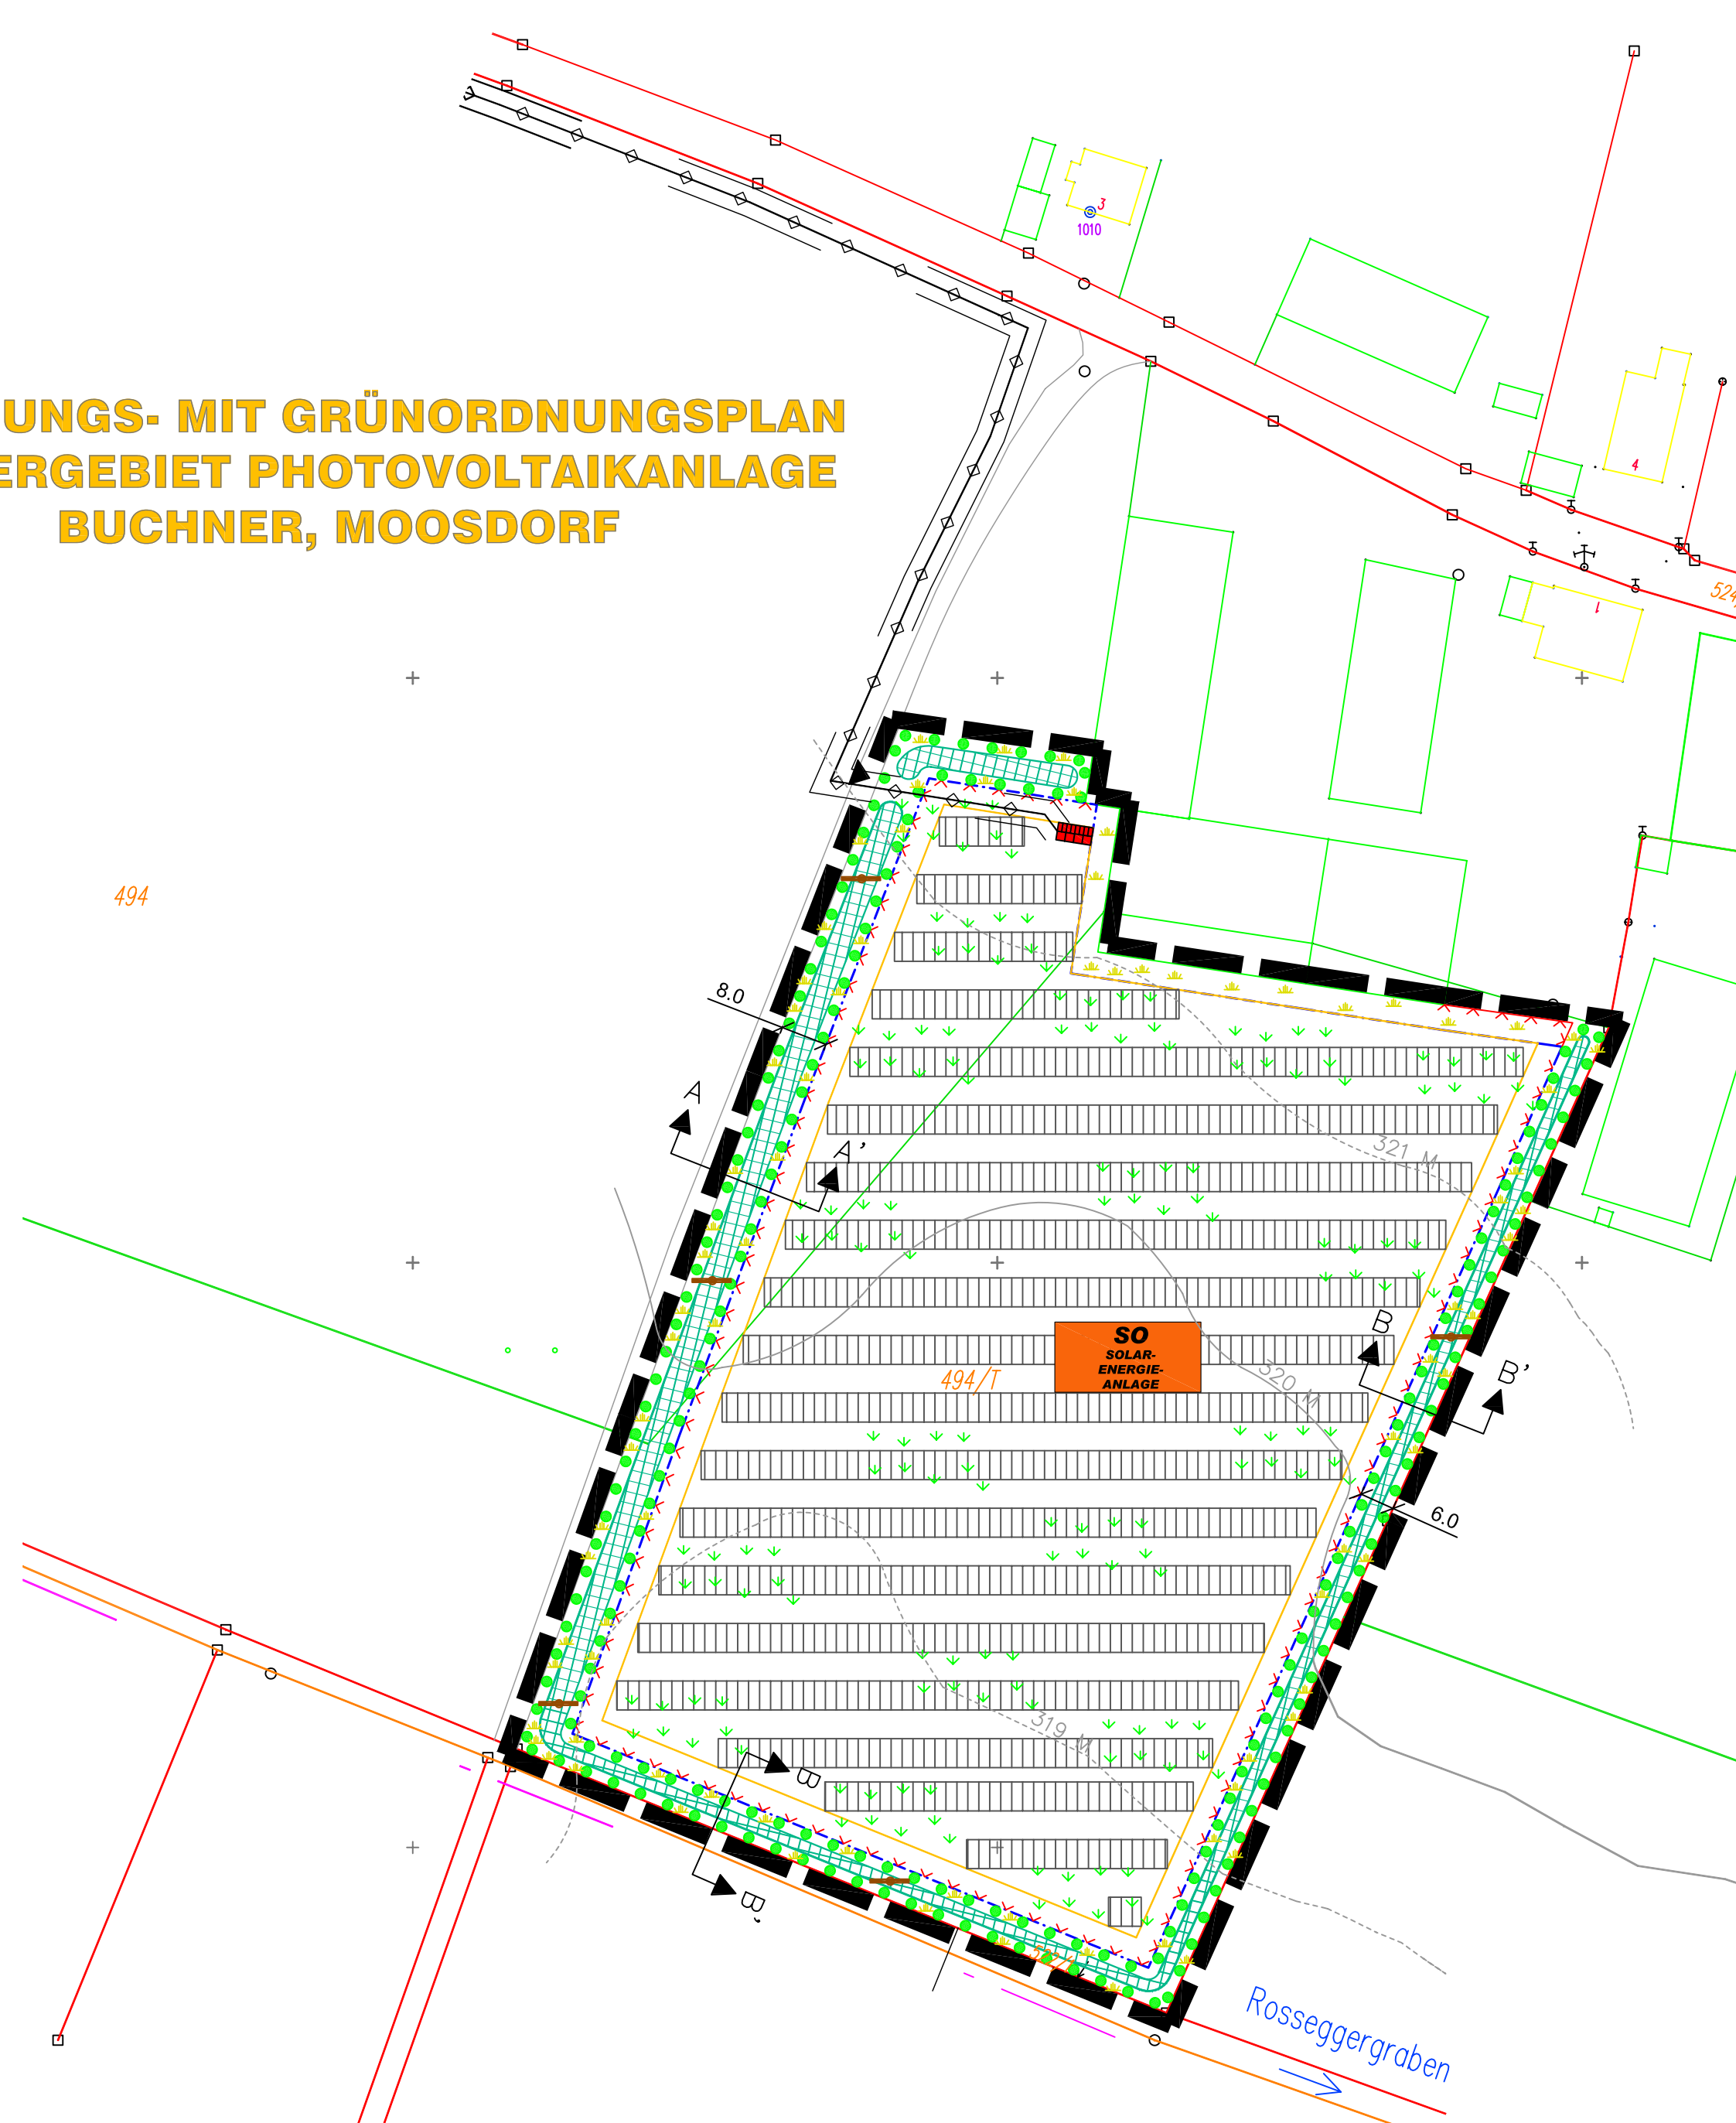 3
1010
UNGS- MIT GRÜNORDNUNGSPLAN
ERGEBIET PHOTOVOLTAIKANLAGE
BUCHNER, MOOSDORF
4
524
1
494
8.0
A
A'
321 M
B
SO
SOLAR-
ENERGIE-
ANLAGE
494/T
320 M
B'
6.0
319 M
B
B'
Rosseggergraben